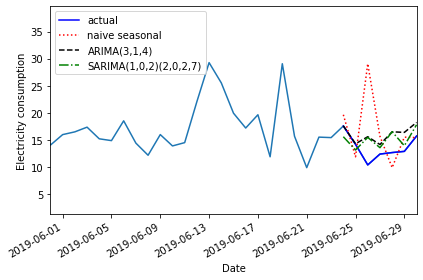 35
30
25
20
15
10
5
Electricity consumption
actual
naive seasonal
ARIMA(3,1,4)
SARIMA(1,0,2)(2,0,2,7)
2019-06-01
2019-06-05
2019-06-09
2019-06-13
2019-06-17
2019-06-21
2019-06-25
2019-06-29
Date